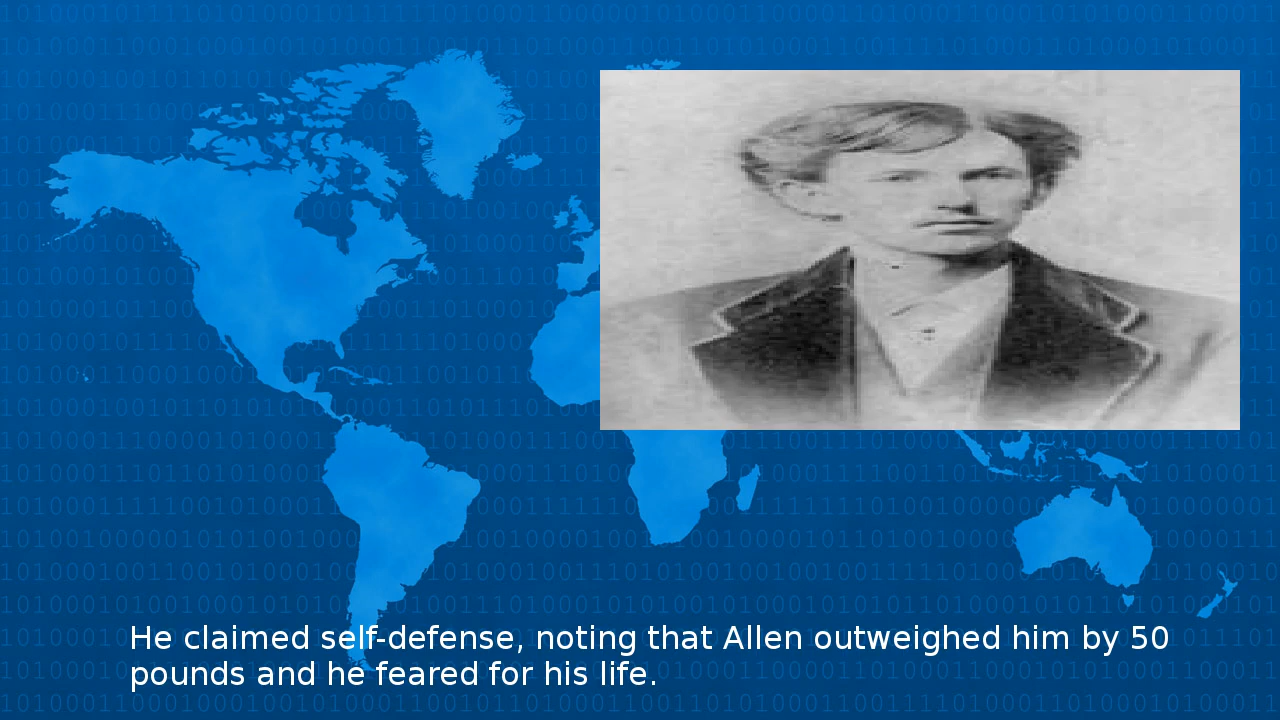 He claimed self-defense, noting that Allen outweighed him by 50
pounds and he feared for his life.